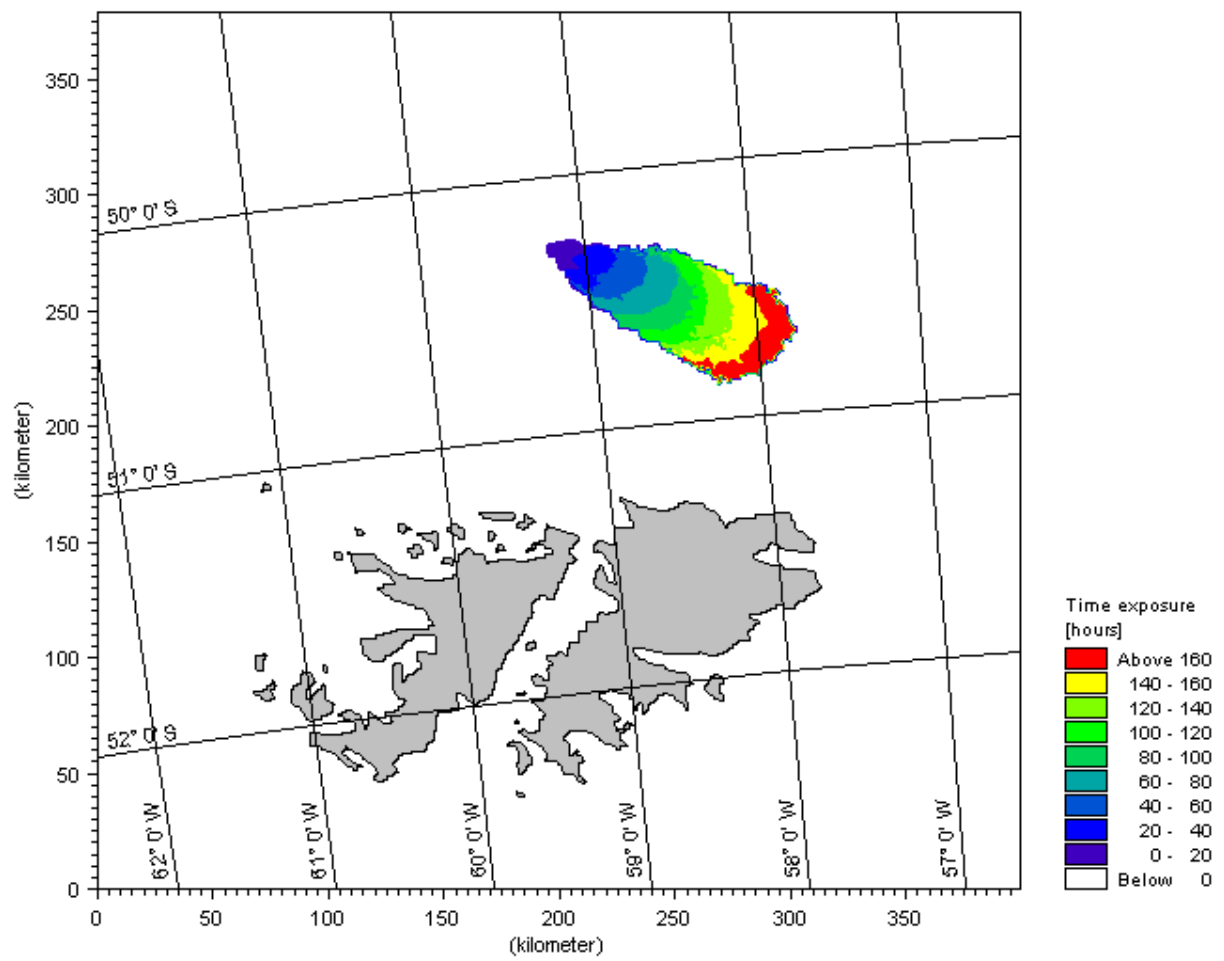 350
300
250
200
150
100
50
0
(kilometer)
50° 0' S
51° 0' S
52° 0' S
62° 0' W
61° 0' W
60° 0' W
59° 0' W
58° 0' W
57° 0' W
0
50
100
150
200
250
300
350
(kilometer)
Time exposure
[hours]
Above 160
140 - 160
120 - 140
100 - 120
80 - 100
60 - 80
40 - 60
20 - 40
0 - 20
Below 0